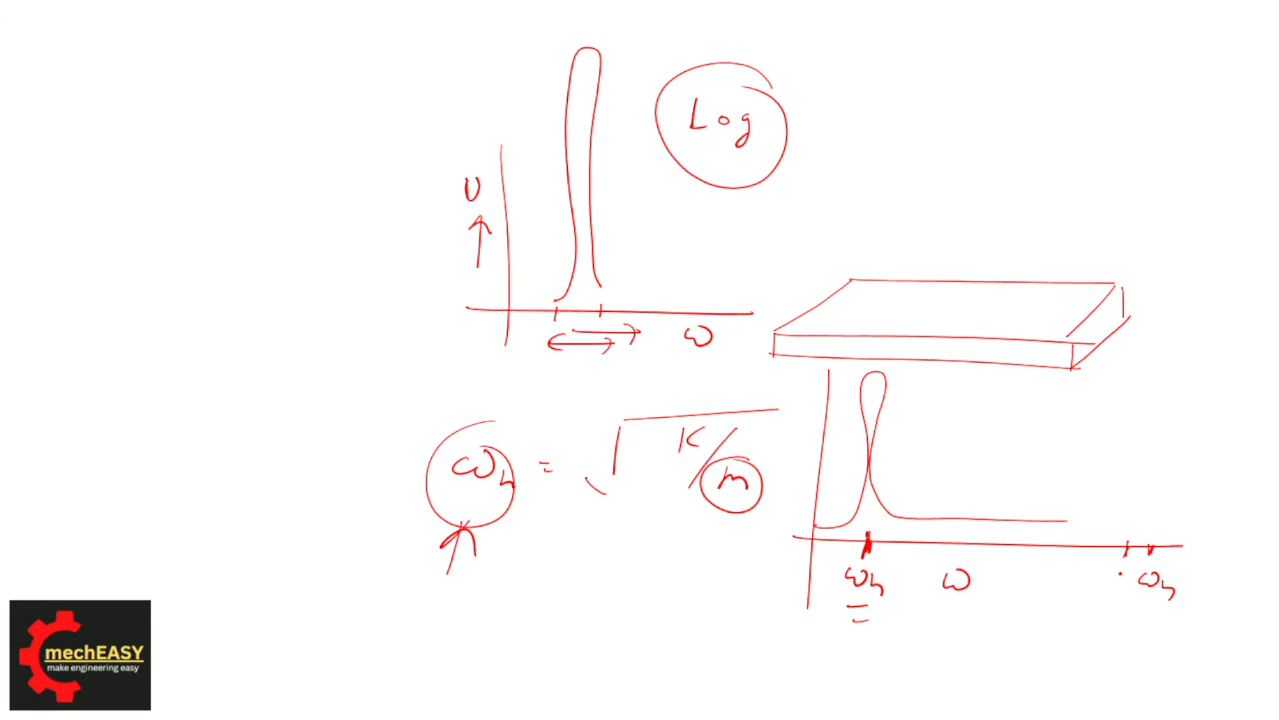 Log
U
ω
ωn = √K/m
ωn ω ωn
mechEASY
make engineering easy